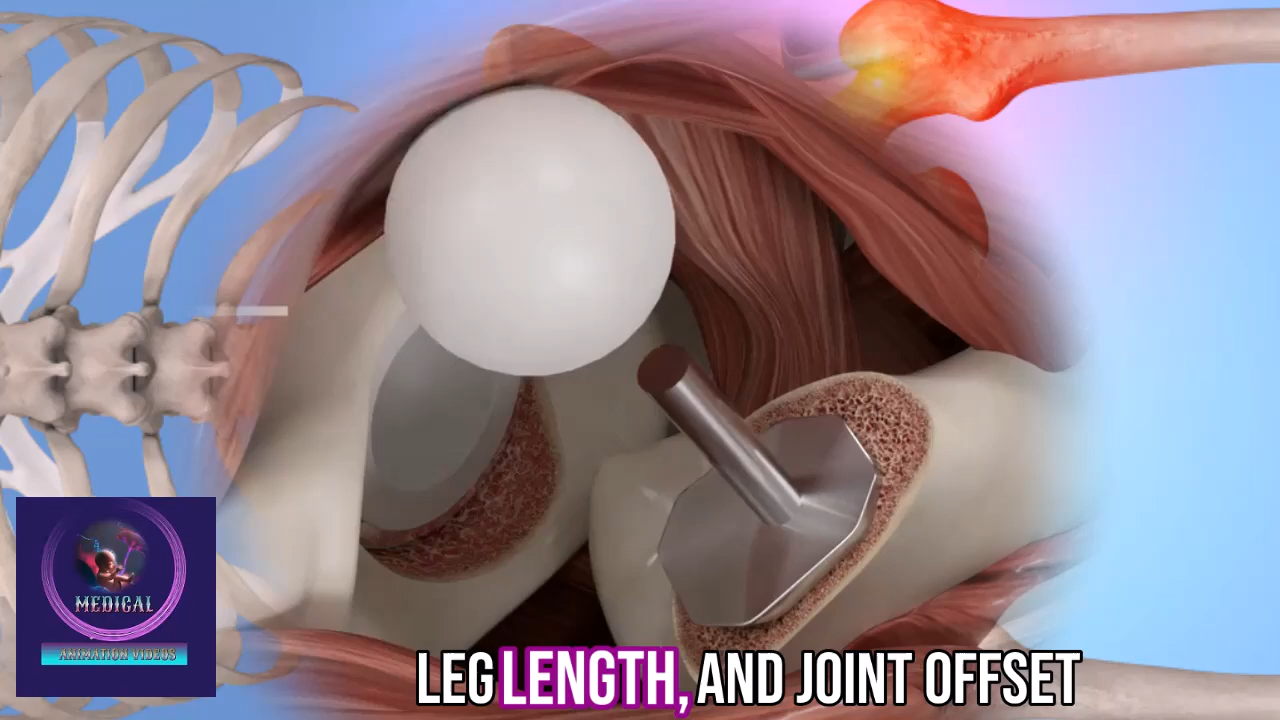 MEDICAL
ANIMATION VIDEOS
LEG LENGTH, AND JOINT OFFSET